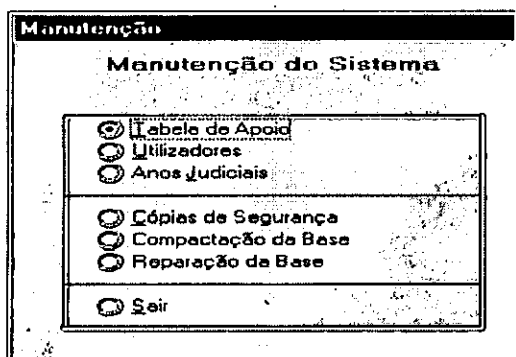 Manutenção
Manutenção do Sistema
Tabela de Apoio
Utilizadores
Anos Judiciais
Cópias de Segurança
Compactação da Base
Reparação da Base
Sair